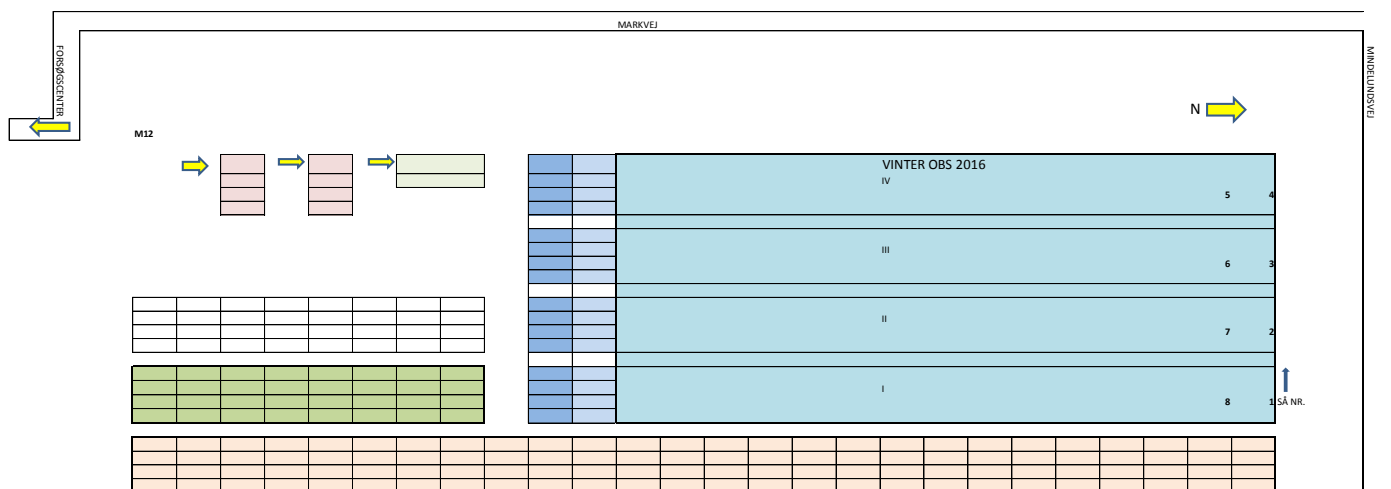 MARKVEJ
FORSØGSCENTER
MINDELUNDSVEJ
N
M12
VINTER OBS 2016
IV
5 4
III
6 3
II
7 2
I
8 1 SÅ NR.